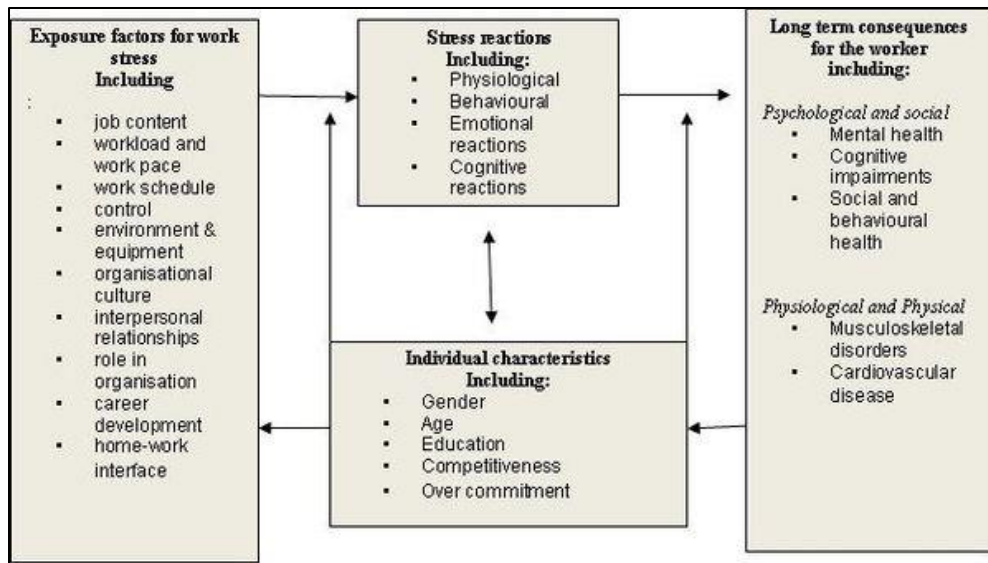 Exposure factors for work
stress
Including
:
▪ job content
▪ workload and
work pace
▪ work schedule
▪ control
▪ environment &
equipment
▪ organisational
culture
▪ interpersonal
relationships
▪ role in
organisation
▪ career
development
▪ home-work
interface
Stress reactions
Including:
▪ Physiological
▪ Behavioural
▪ Emotional
reactions
▪ Cognitive
reactions
Individual characteristics
Including:
▪ Gender
▪ Age
▪ Education
▪ Competitiveness
▪ Over commitment
Long term consequences
for the worker
including:
Psychological and social
▪ Mental health
▪ Cognitive
impairments
▪ Social and
behavioural
health
Physiological and Physical
▪ Musculoskeletal
disorders
▪ Cardiovascular
disease